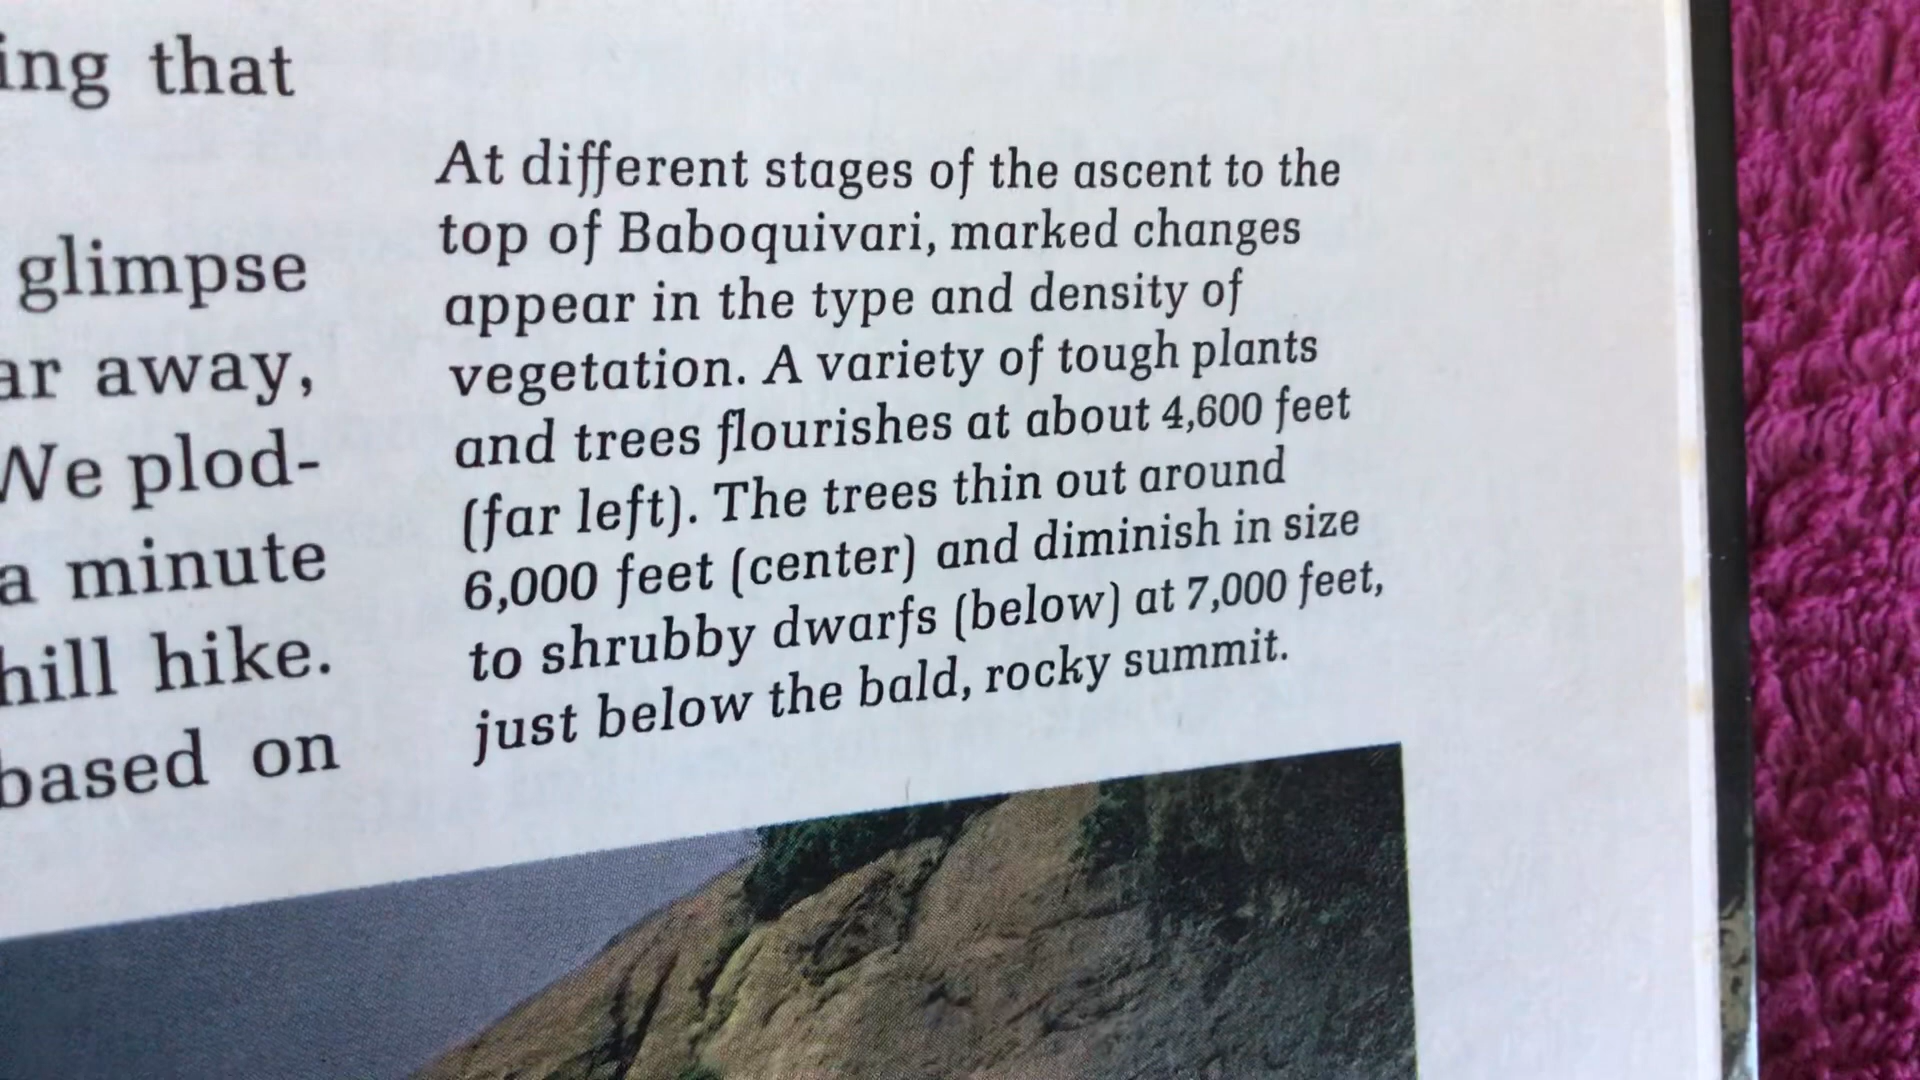 ing that
glimpse
ar away,
We plod-
a minute
hill hike.
based on
At different stages of the ascent to the
top of Baboquivari, marked changes
appear in the type and density of
vegetation. A variety of tough plants
and trees flourishes at about 4,600 feet
(far left). The trees thin out around
6,000 feet (center) and diminish in size
to shrubby dwarfs (below) at 7,000 feet,
just below the bald, rocky summit.